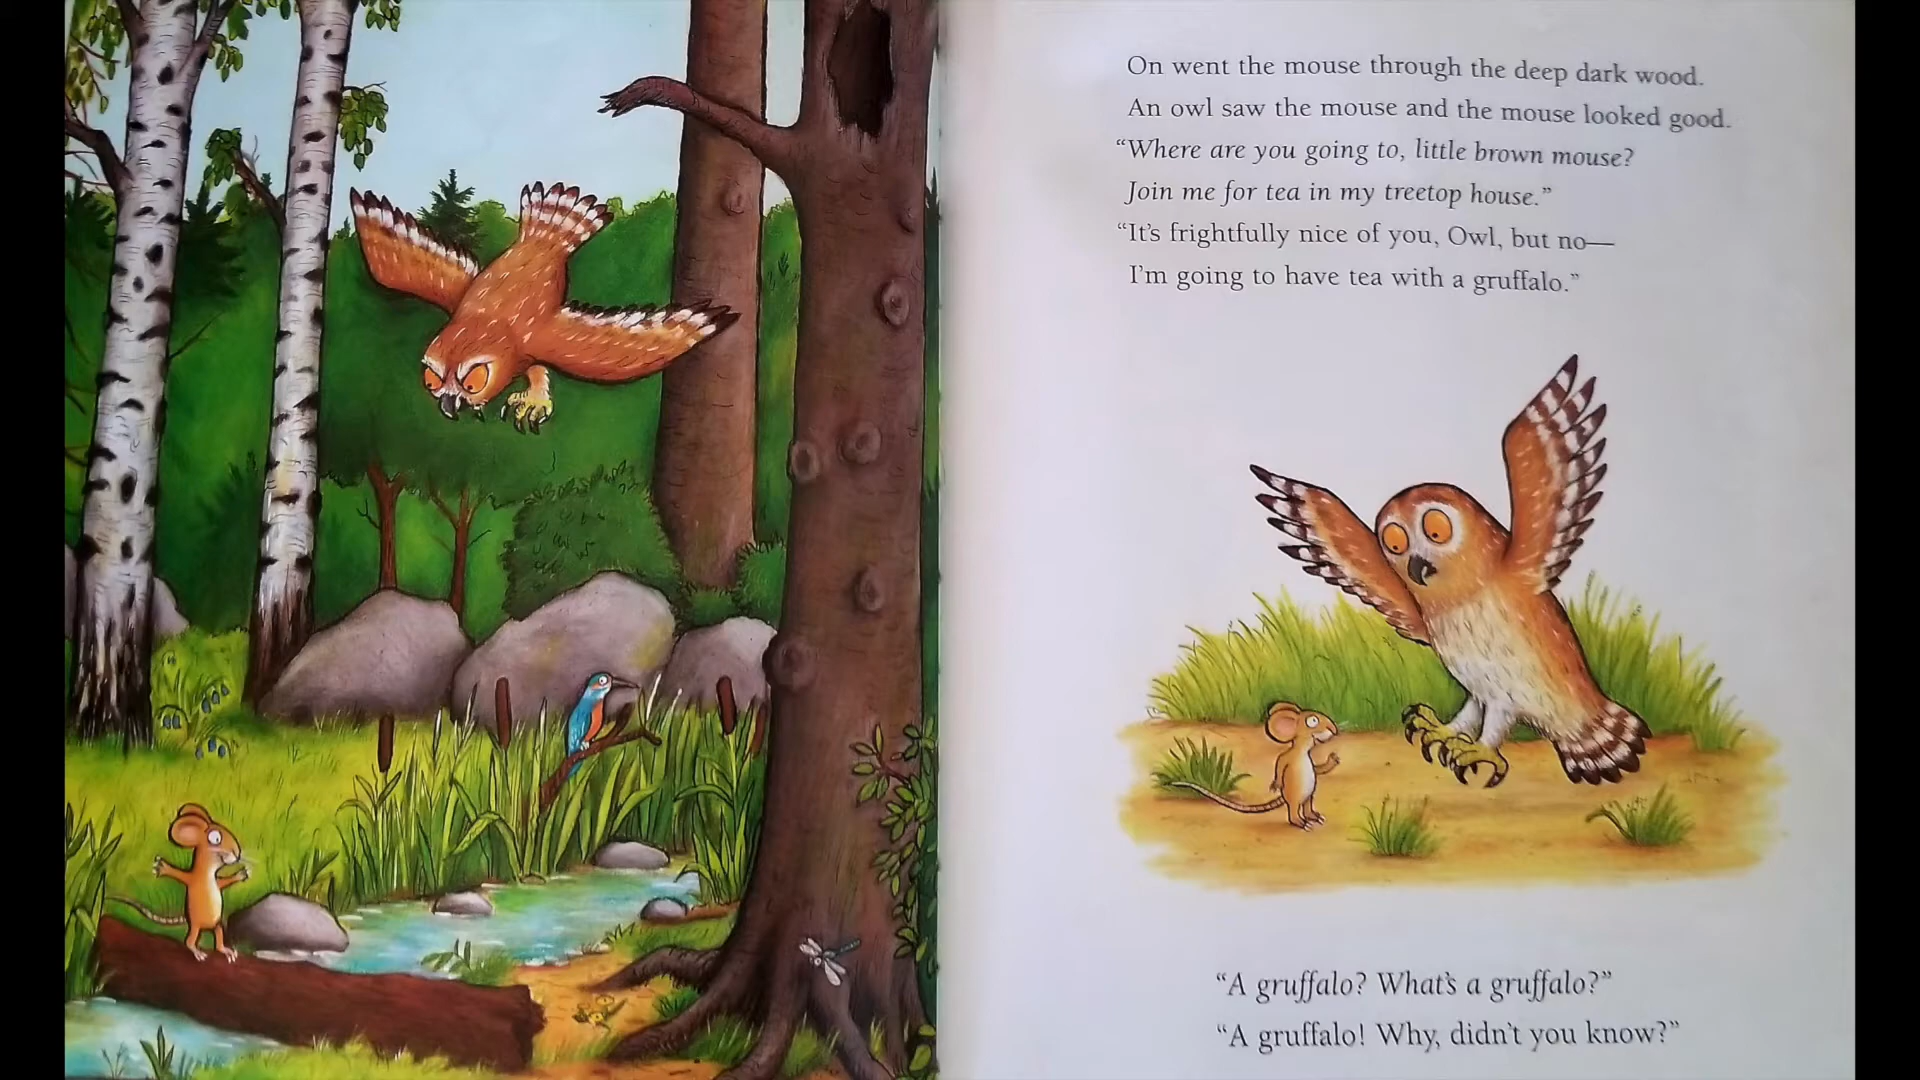 On went the mouse through the deep dark wood.
An owl saw the mouse and the mouse looked good.
“Where are you going to, little brown mouse?
Join me for tea in my treetop house.”
“It’s frightfully nice of you, Owl, but no—
I’m going to have tea with a gruffalo.”
“A gruffalo? What’s a gruffalo?”
“A gruffalo! Why, didn’t you know?”